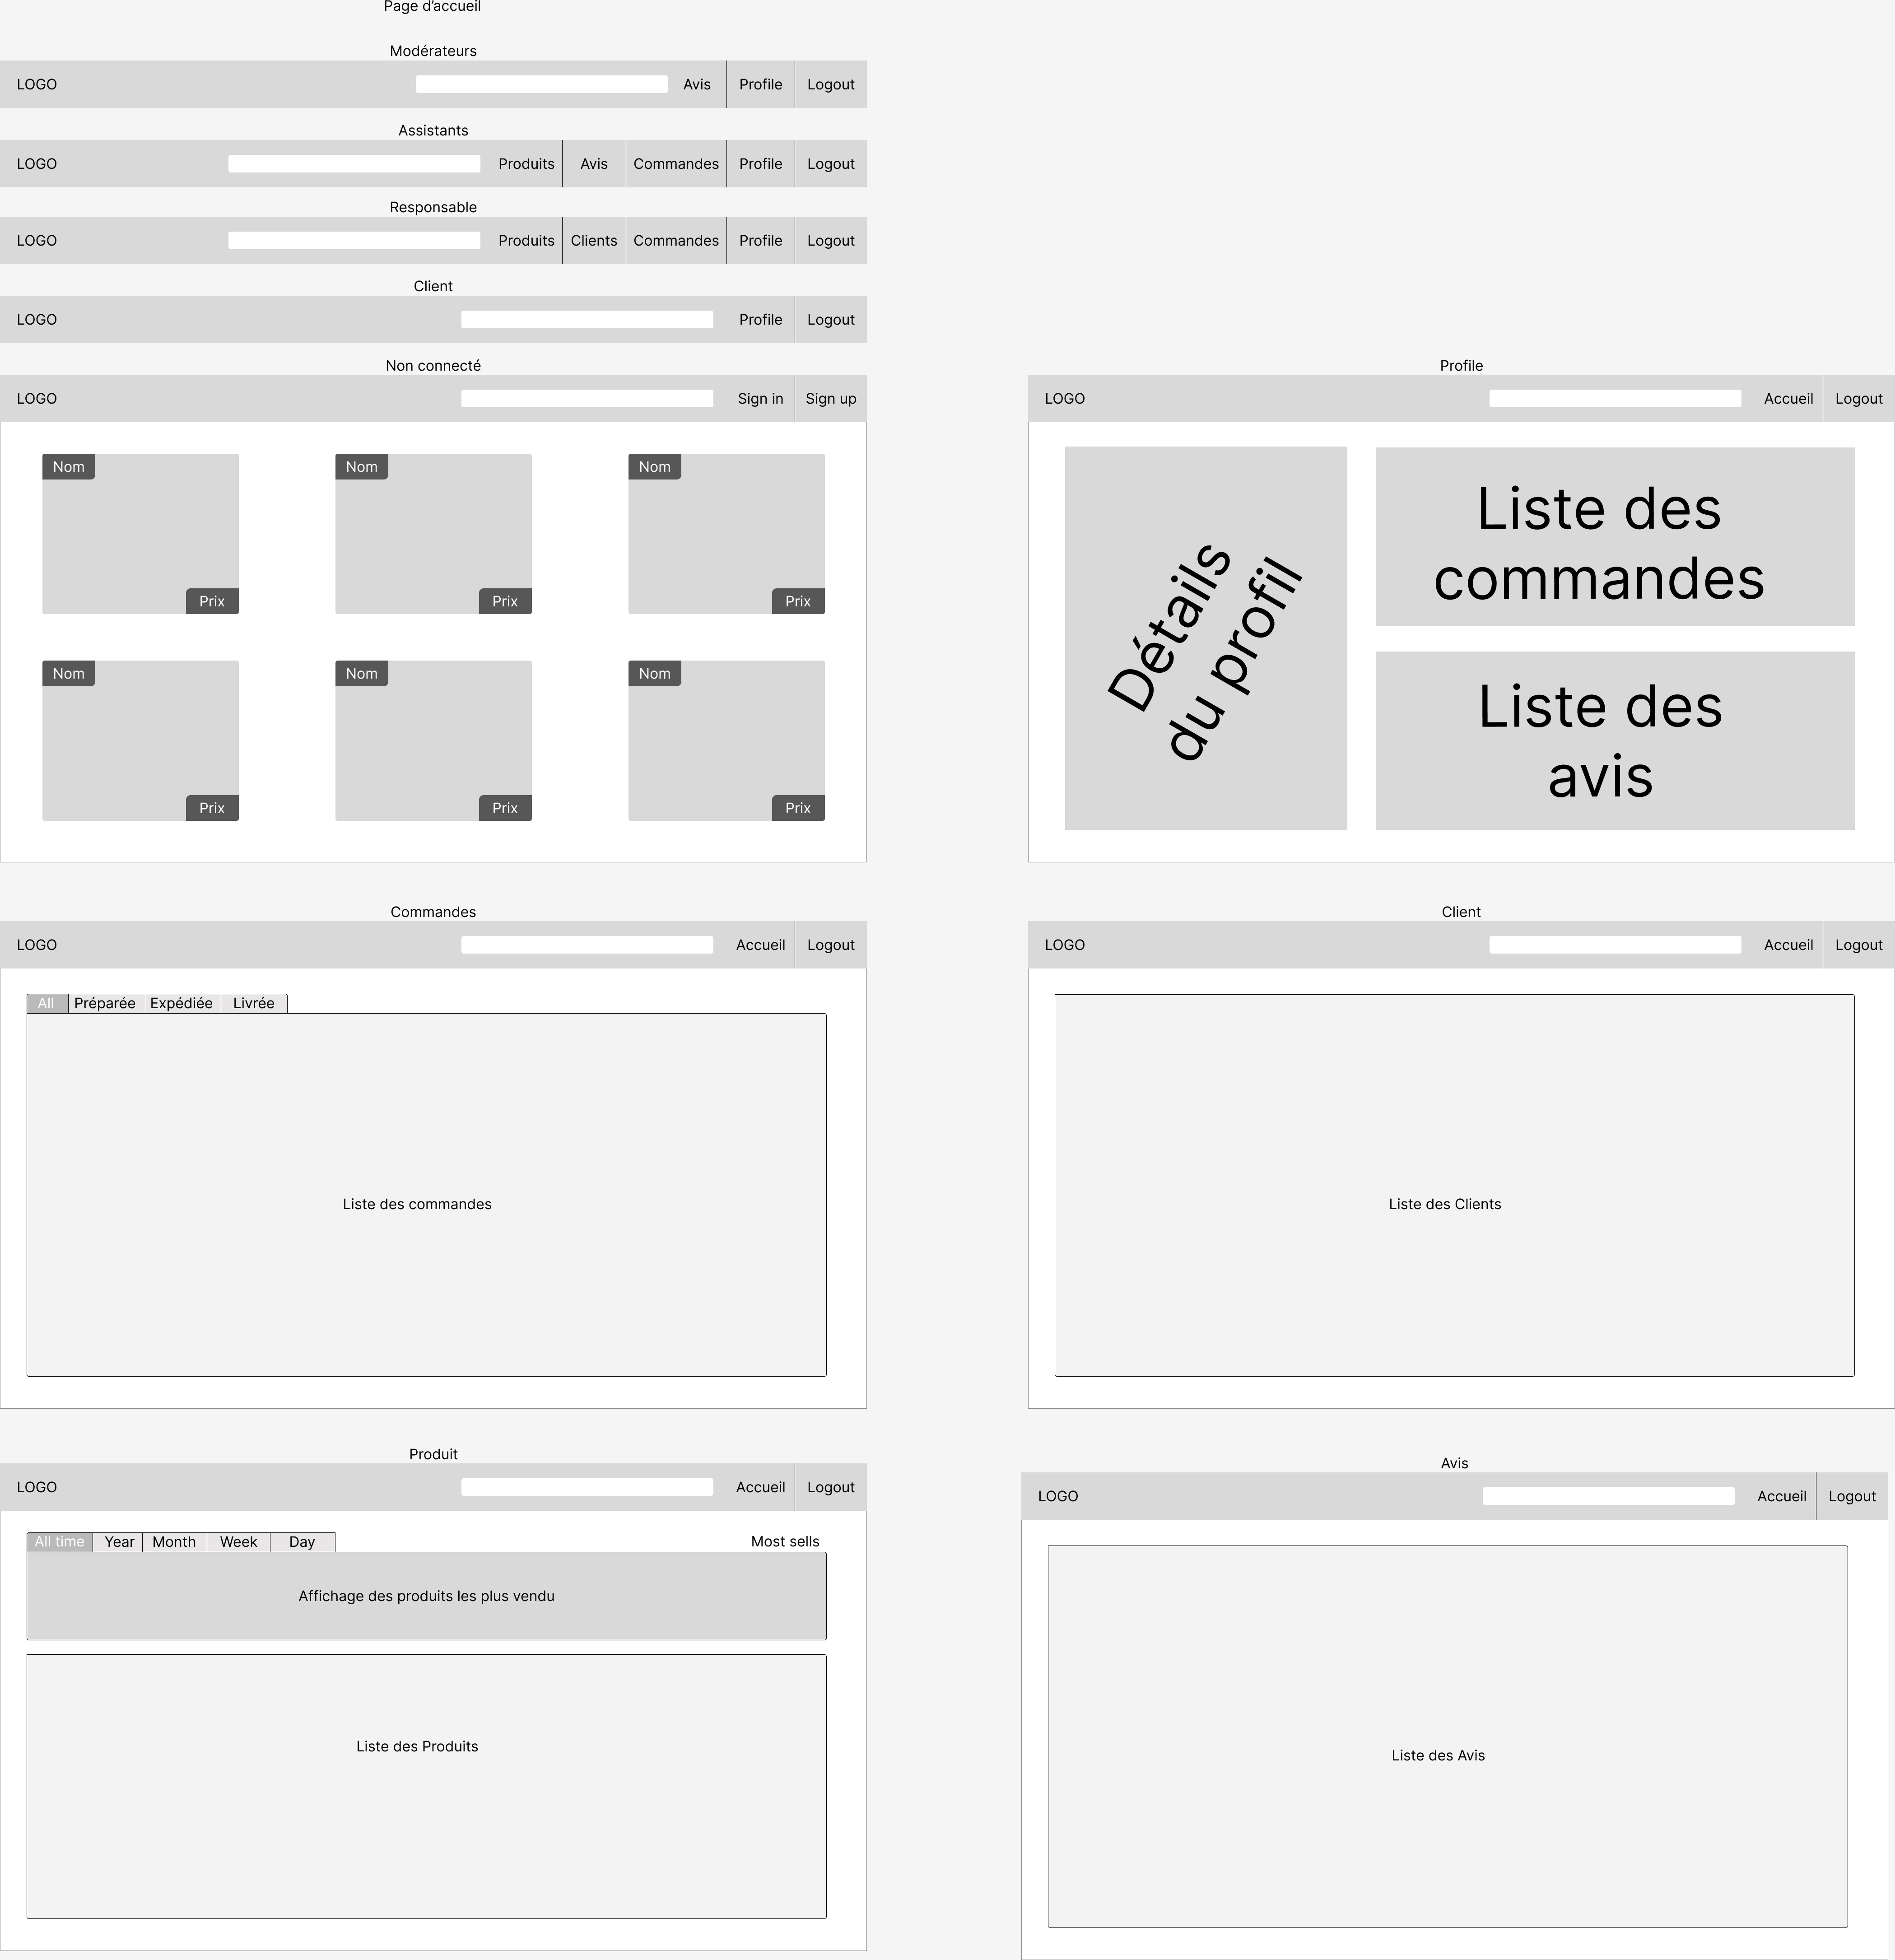 Page d'accueil
Modérateurs
LOGO Avis Profile Logout
Assistants
LOGO Produits Avis Commandes Profile Logout
Responsable
LOGO Produits Clients Commandes Profile Logout
Client
LOGO Profile Logout
Non connecté
LOGO Sign in Sign up
Nom Nom Nom
Prix Prix Prix
Nom Nom Nom
Prix Prix Prix
Profile
LOGO Accueil Logout
Détails
du profil
Liste des
commandes
Liste des
avis
Commandes
LOGO Accueil Logout
All Préparée Expédiée Livrée
Liste des commandes
Client
LOGO Accueil Logout
Liste des Clients
Produit
LOGO Accueil Logout
All time Year Month Week Day Most sells
Affichage des produits les plus vendu
Liste des Produits
Avis
LOGO Accueil Logout
Liste des Avis